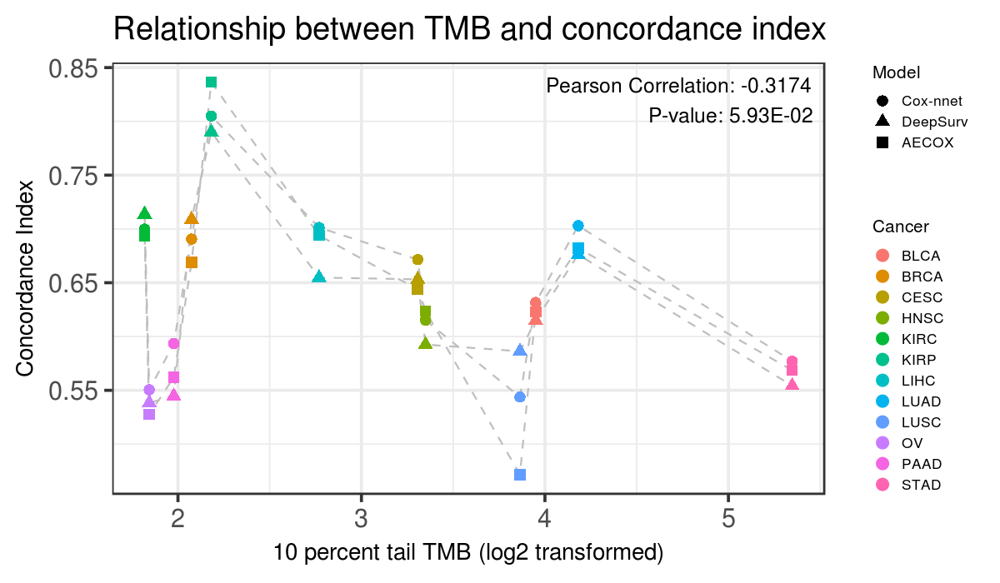 Relationship between TMB and concordance index
Pearson Correlation: -0.3174
P-value: 5.93E-02
Concordance Index
0.85
0.75
0.65
0.55
2
3
4
5
10 percent tail TMB (log2 transformed)
Model
Cox-nnet
DeepSurv
AECOX
Cancer
BLCA
BRCA
CESC
HNSC
KIRC
KIRP
LIHC
LUAD
LUSC
OV
PAAD
STAD